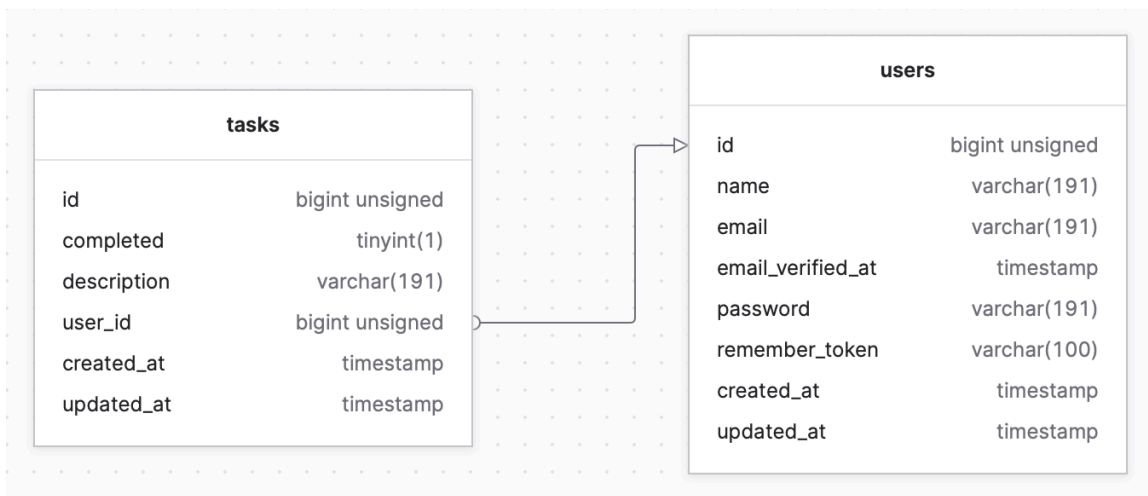 tasks
id bigint unsigned
completed tinyint(1)
description varchar(191)
user_id bigint unsigned
created_at timestamp
updated_at timestamp
users
id bigint unsigned
name varchar(191)
email varchar(191)
email_verified_at timestamp
password varchar(191)
remember_token varchar(100)
created_at timestamp
updated_at timestamp